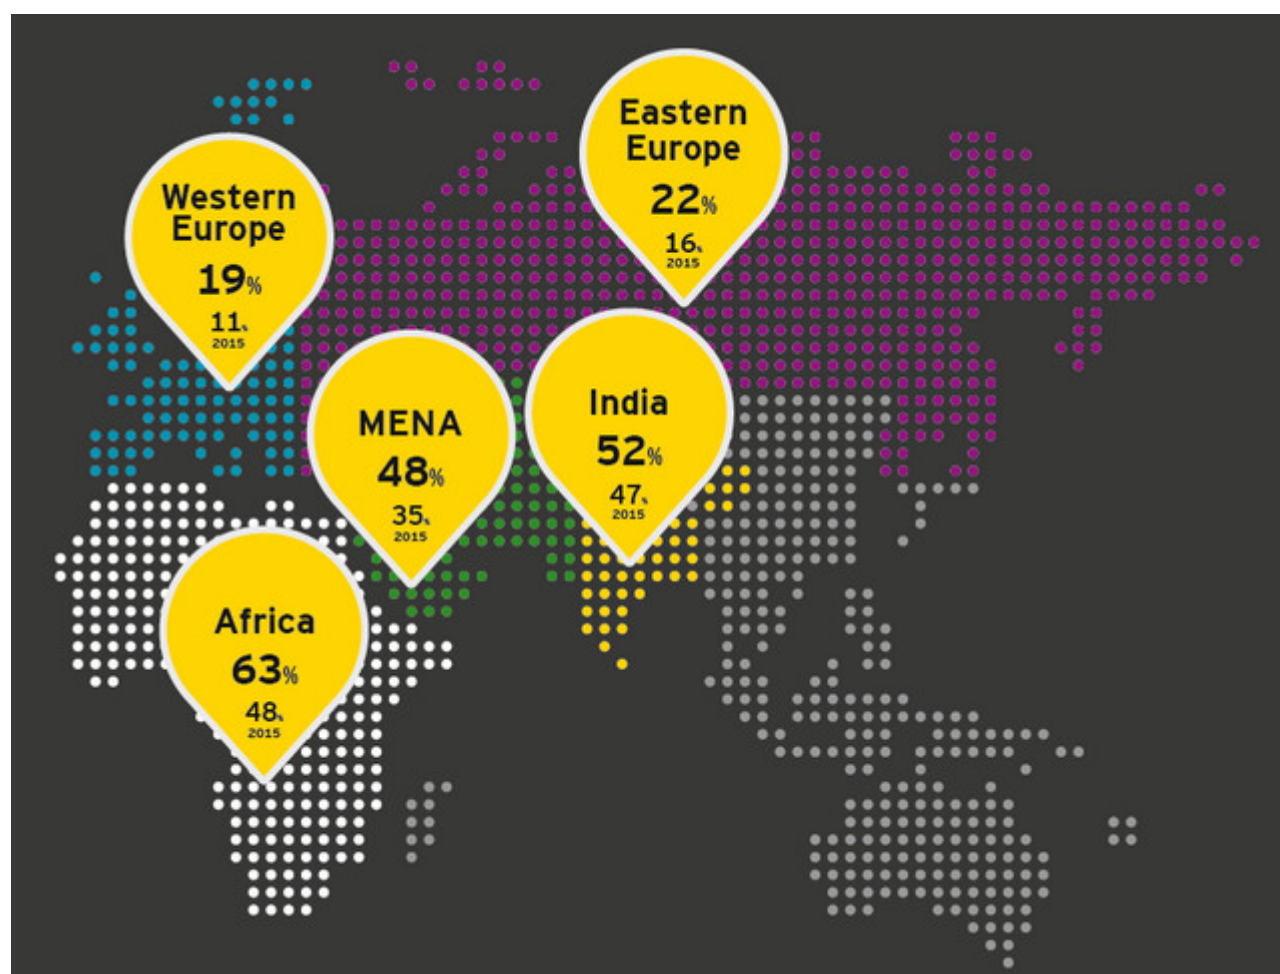 Eastern
Europe
22%
16%
2015
Western
Europe
19%
11%
2015
India
52%
47%
2015
MENA
48%
35%
2015
Africa
63%
48%
2015